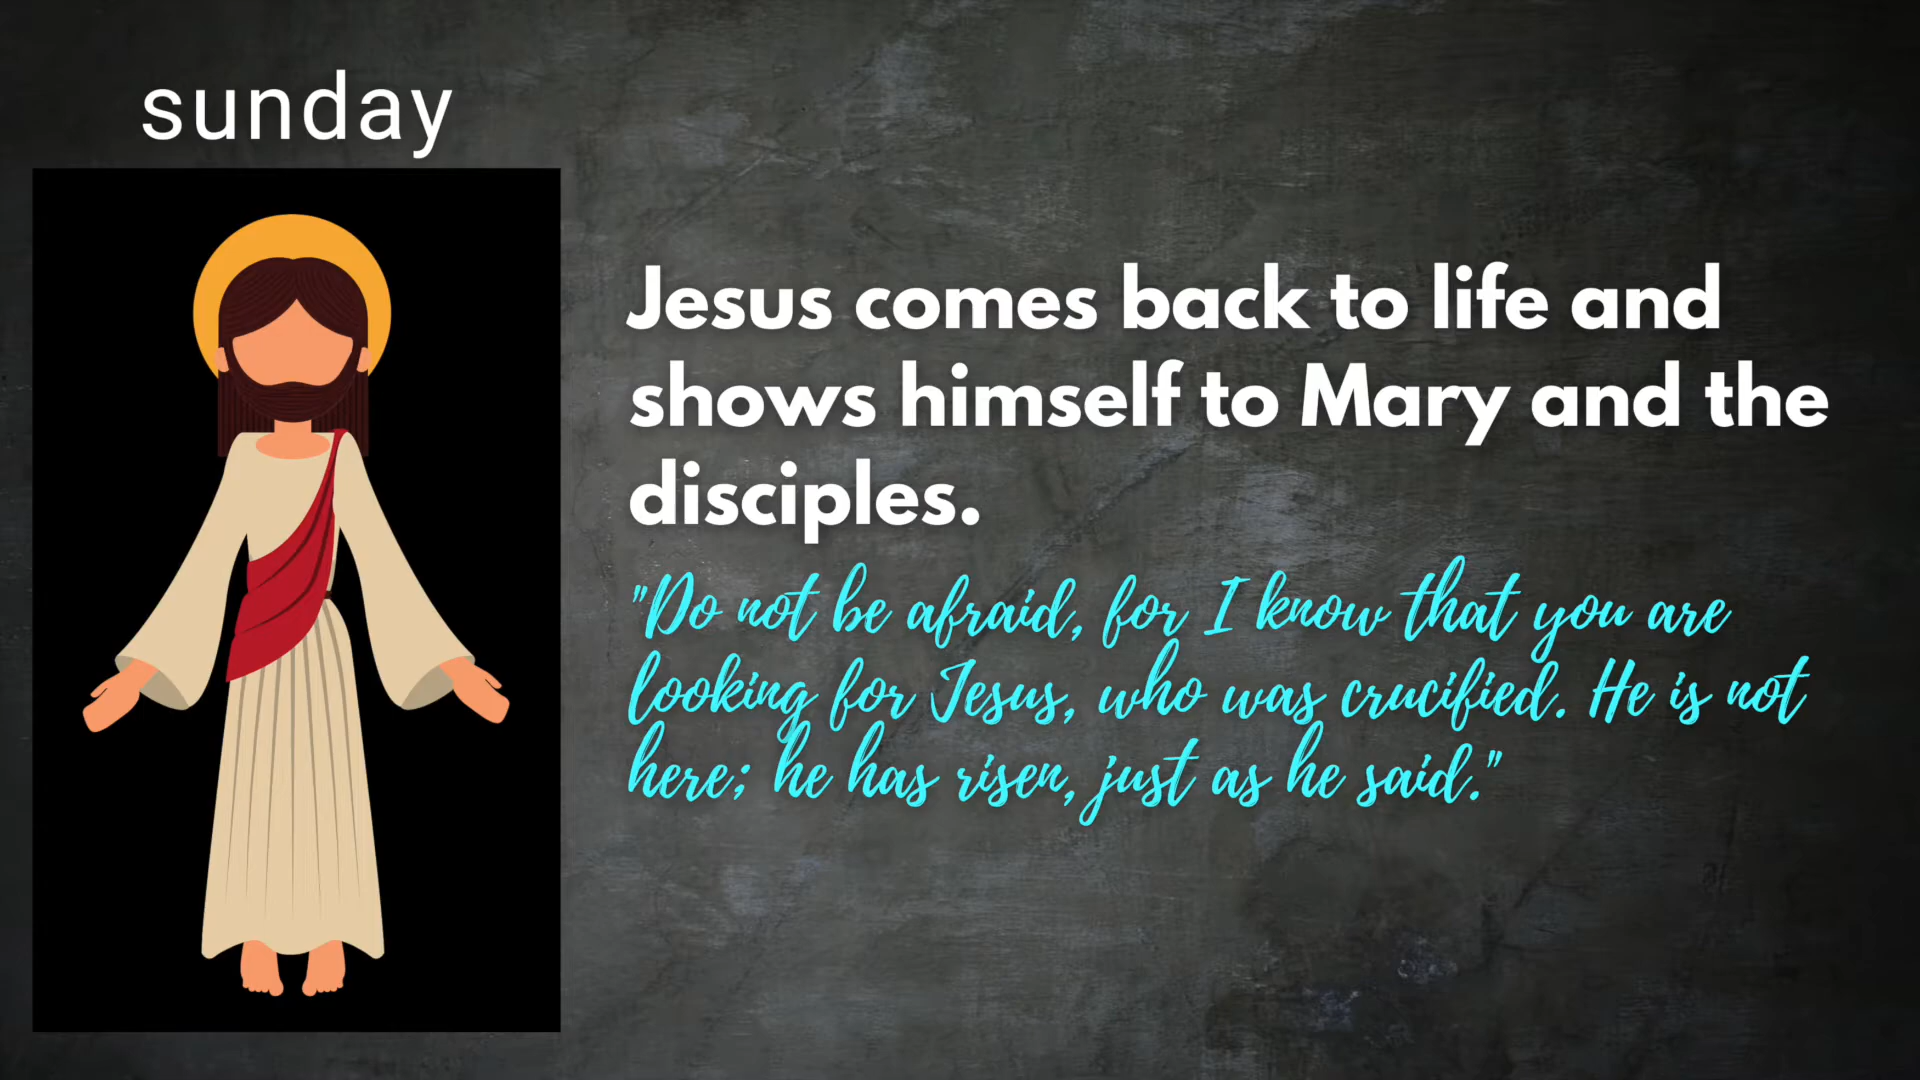 sunday
Jesus comes back to life and
shows himself to Mary and the
disciples.
"Do not be afraid, for I know that you are
looking for Jesus, who was crucified. He is not
here; he has risen, just as he said."